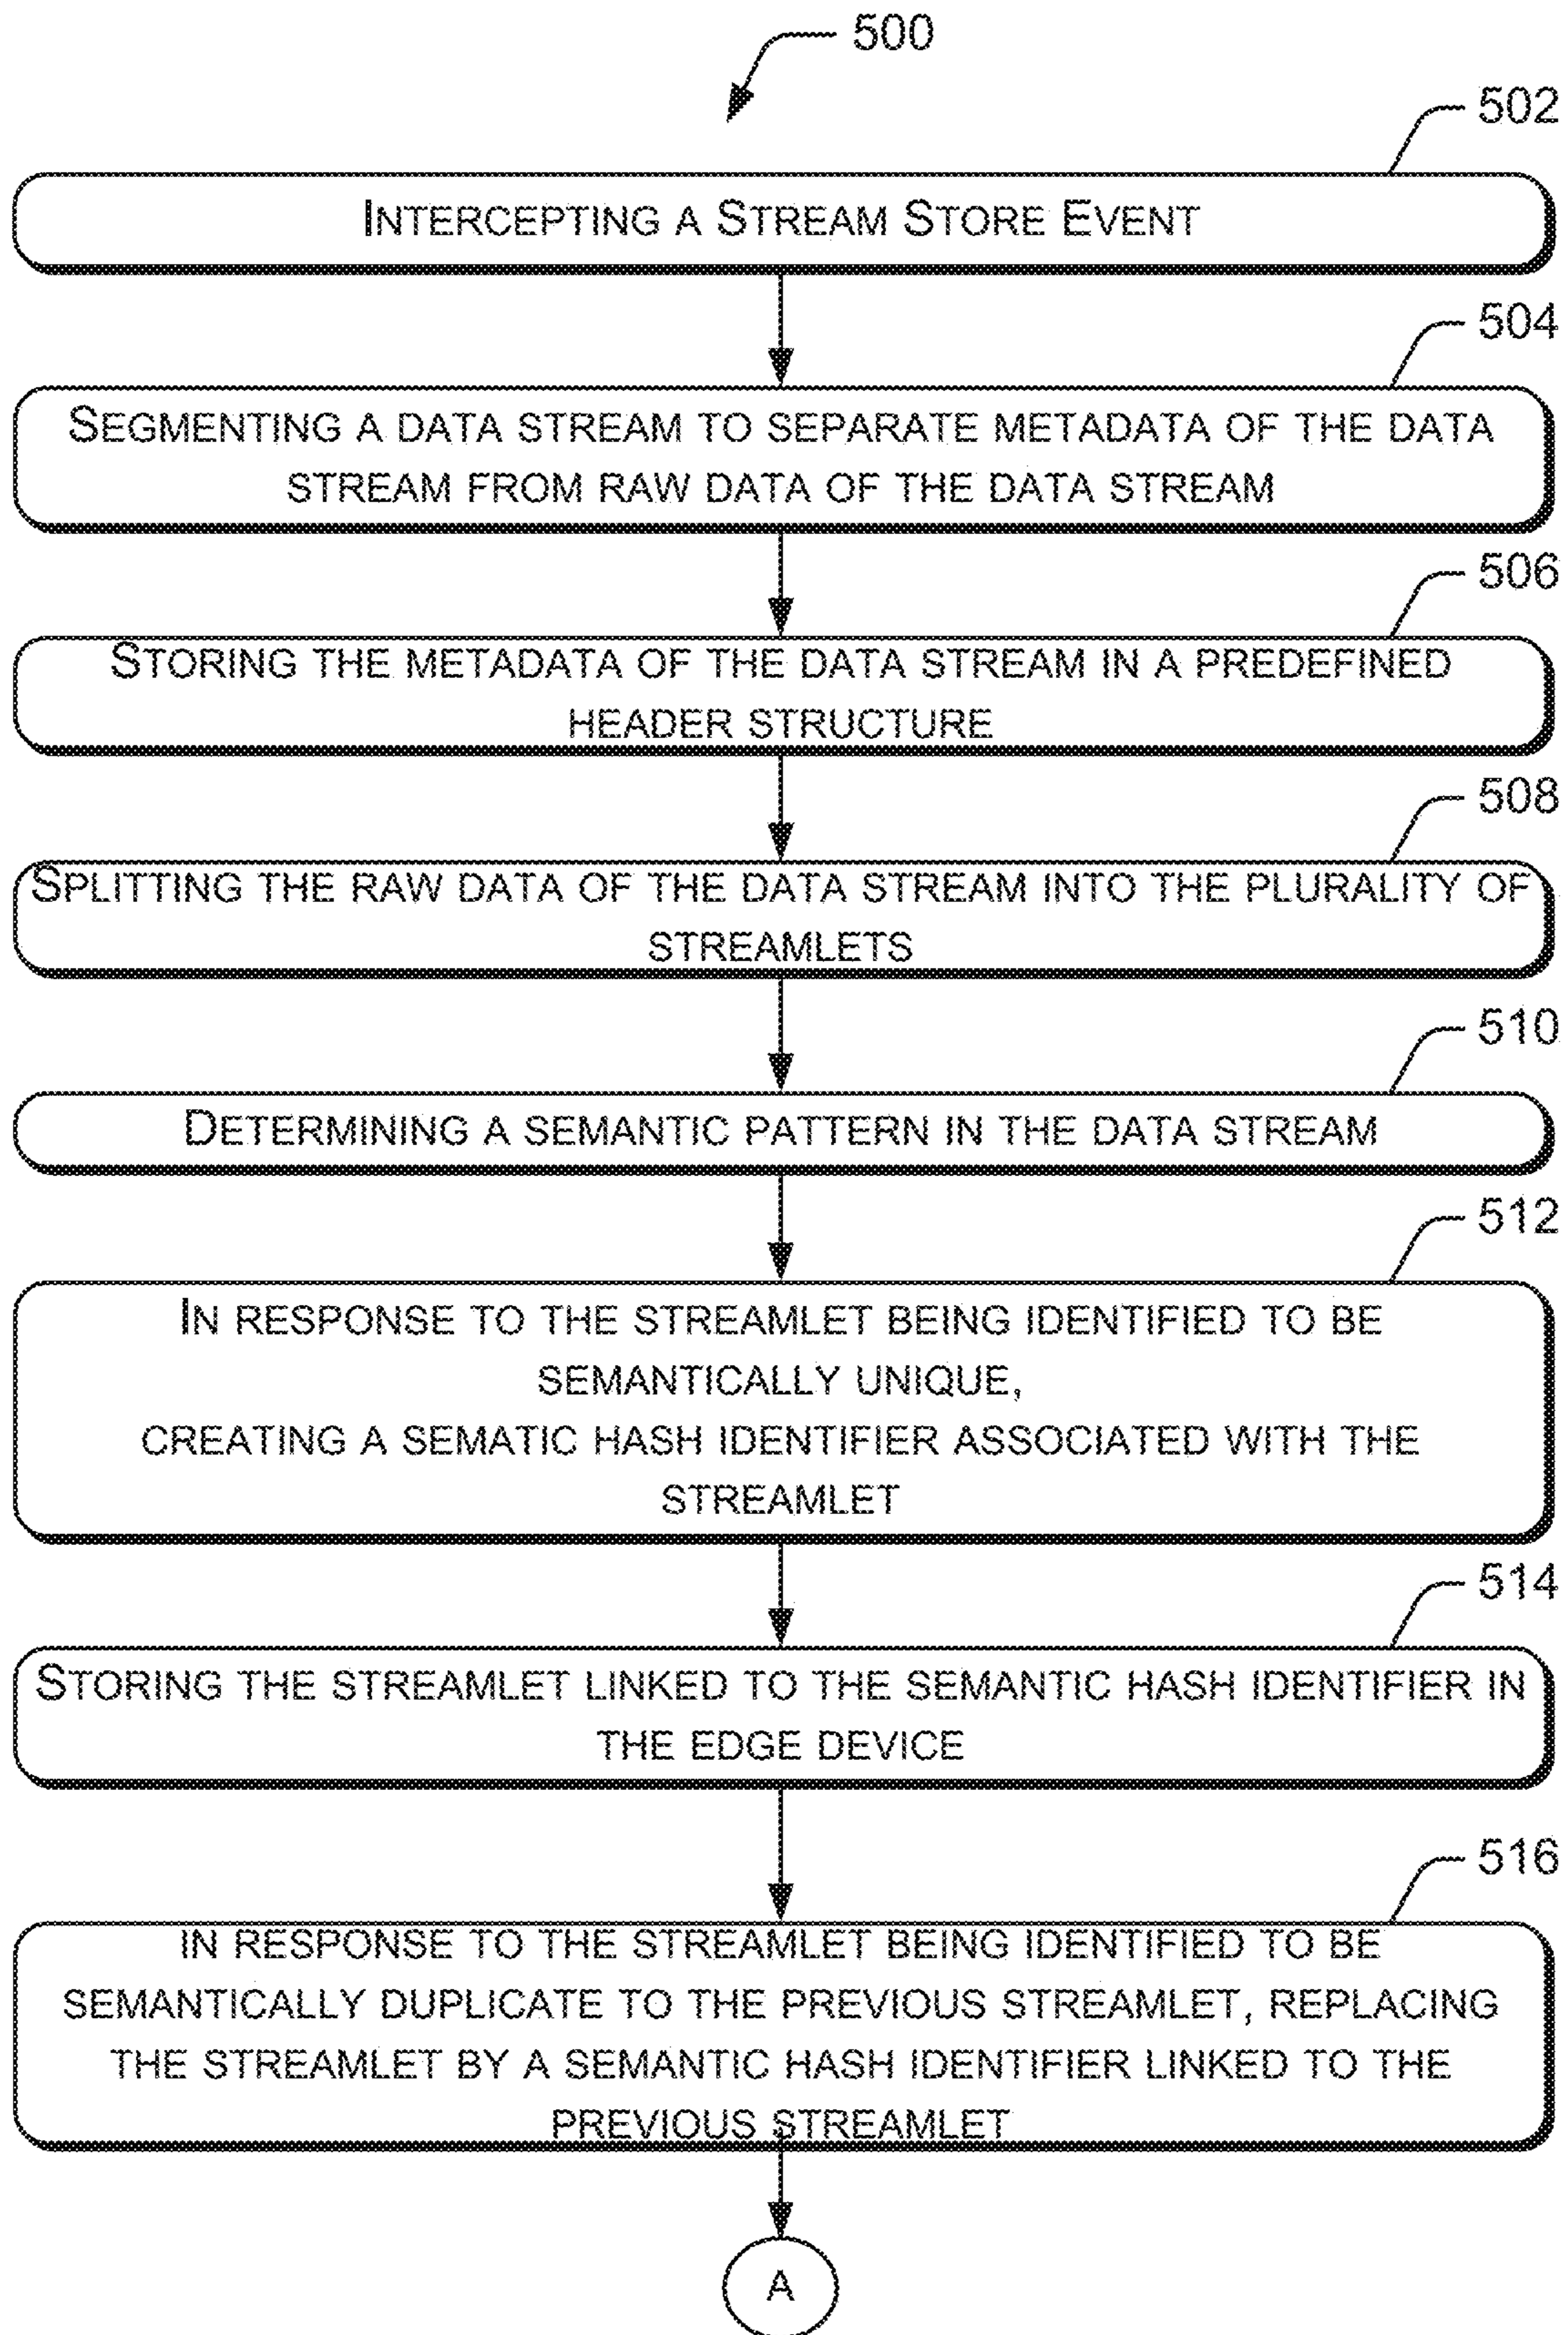 500
502
INTERCEPTING A STREAM STORE EVENT
504
SEGMENTING A DATA STREAM TO SEPARATE METADATA OF THE DATA
STREAM FROM RAW DATA OF THE DATA STREAM
506
STORING THE METADATA OF THE DATA STREAM IN A PREDEFINED
HEADER STRUCTURE
508
SPLITTING THE RAW DATA OF THE DATA STREAM INTO THE PLURALITY OF
STREAMLETS
510
DETERMINING A SEMANTIC PATTERN IN THE DATA STREAM
512
IN RESPONSE TO THE STREAMLET BEING IDENTIFIED TO BE
SEMANTICALLY UNIQUE,
CREATING A SEMATIC HASH IDENTIFIER ASSOCIATED WITH THE
STREAMLET
514
STORING THE STREAMLET LINKED TO THE SEMANTIC HASH IDENTIFIER IN
THE EDGE DEVICE
516
IN RESPONSE TO THE STREAMLET BEING IDENTIFIED TO BE
SEMANTICALLY DUPLICATE TO THE PREVIOUS STREAMLET, REPLACING
THE STREAMLET BY A SEMANTIC HASH IDENTIFIER LINKED TO THE
PREVIOUS STREAMLET
A